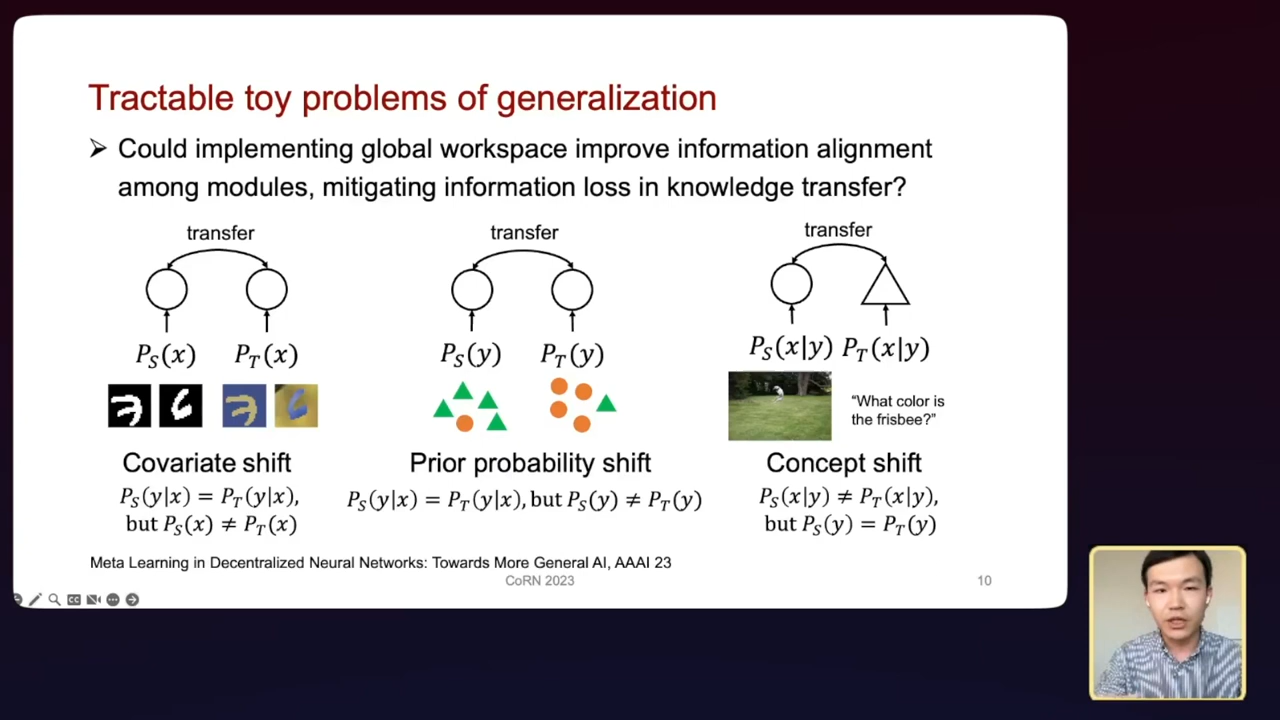 Tractable toy problems of generalization
➢ Could implementing global workspace improve information alignment
among modules, mitigating information loss in knowledge transfer?
transfer
transfer
transfer
P_S(x) P_T(x)
P_S(y) P_T(y)
P_S(x|y) P_T(x|y)
"What color is
the frisbee?"
Covariate shift
P_S(y|x) = P_T(y|x),
but P_S(x) ≠ P_T(x)
Prior probability shift
P_S(y|x) = P_T(y|x), but P_S(y) ≠ P_T(y)
Concept shift
P_S(x|y) ≠ P_T(x|y),
but P_S(y) = P_T(y)
Meta Learning in Decentralized Neural Networks: Towards More General AI, AAAI 23
CoRN 2023
10
CC